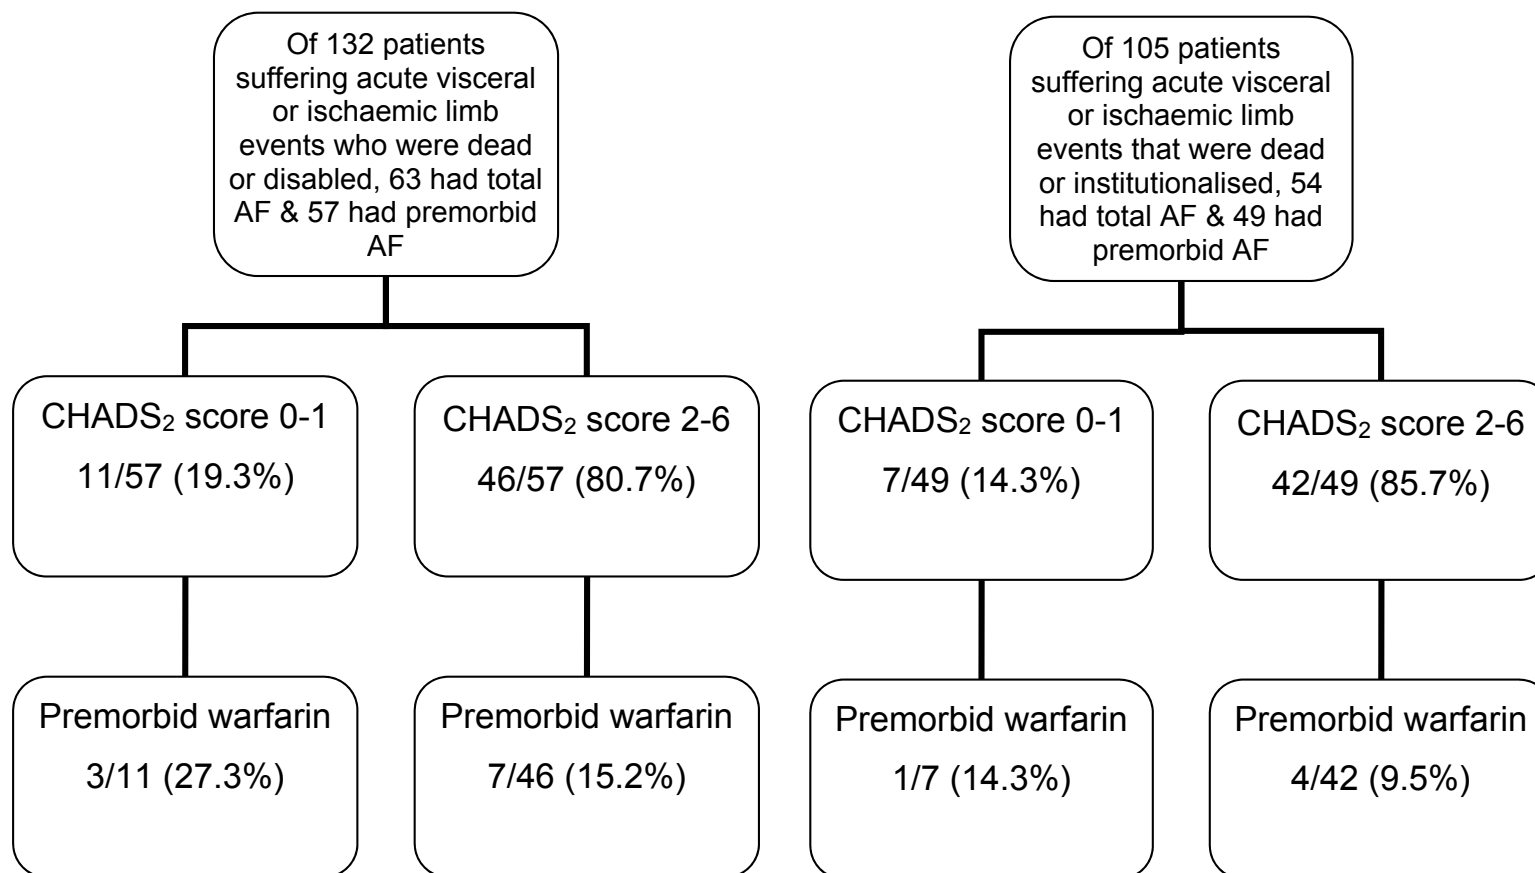 Of 132 patients
suffering acute visceral
or ischaemic limb
events who were dead
or disabled, 63 had total
AF & 57 had premorbid
AF
Of 105 patients
suffering acute visceral
or ischaemic limb
events that were dead
or institutionalised, 54
had total AF & 49 had
premorbid AF
CHADS₂ score 0-1
11/57 (19.3%)
CHADS₂ score 2-6
46/57 (80.7%)
CHADS₂ score 0-1
7/49 (14.3%)
CHADS₂ score 2-6
42/49 (85.7%)
Premorbid warfarin
3/11 (27.3%)
Premorbid warfarin
7/46 (15.2%)
Premorbid warfarin
1/7 (14.3%)
Premorbid warfarin
4/42 (9.5%)